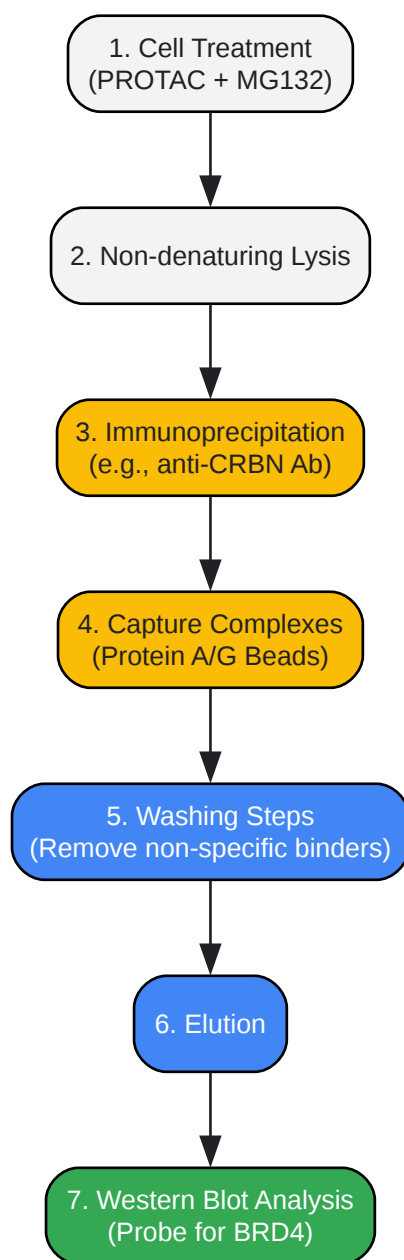 1. Cell Treatment
(PROTAC + MG132)
2. Non-denaturing Lysis
3. Immunoprecipitation
(e.g., anti-CRBN Ab)
4. Capture Complexes
(Protein A/G Beads)
5. Washing Steps
(Remove non-specific binders)
6. Elution
7. Western Blot Analysis
(Probe for BRD4)